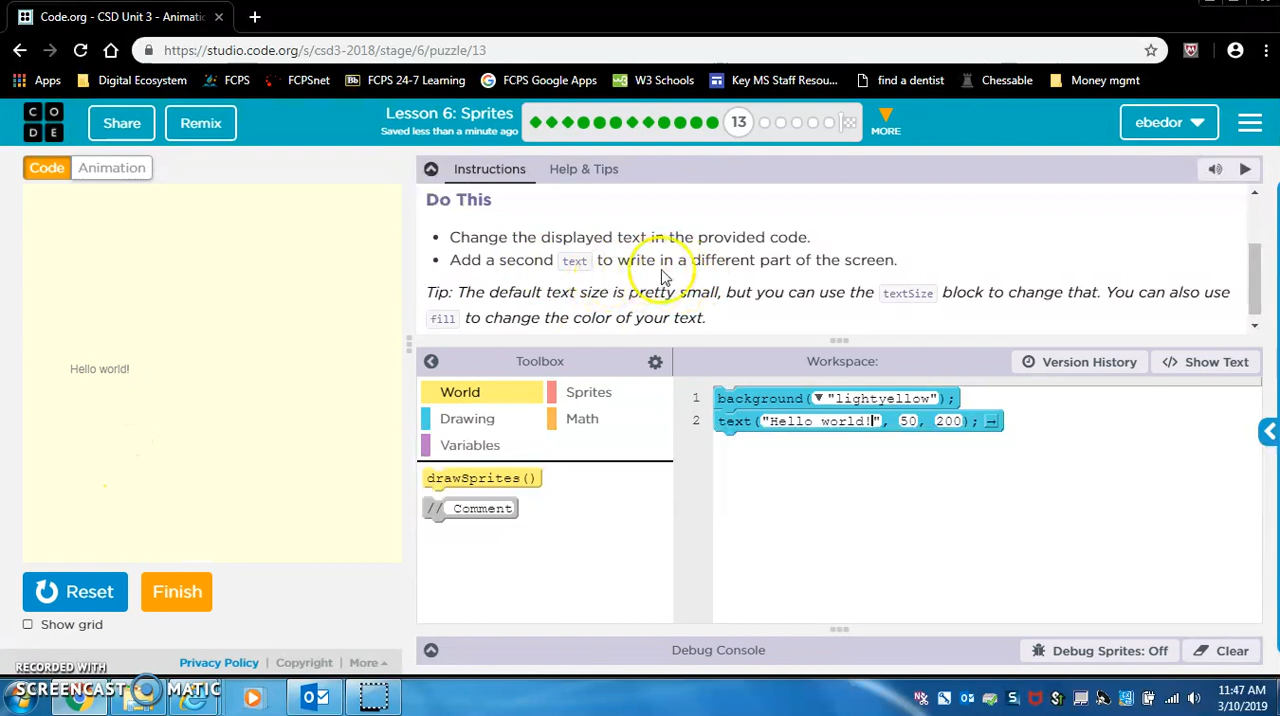 Code.org - CSD Unit 3 - Animatic
https://studio.code.org/s/csd3-2018/stage/6/puzzle/13
Apps Digital Ecosystem FCPS FCPSnet Bb FCPS 24-7 Learning G FCPS Google Apps W3 W3 Schools Key MS Staff Resou... find a dentist Chessable Money mgmt
C O D E
Share
Remix
Lesson 6: Sprites
Saved less than a minute ago
13
MORE
ebedor
Code Animation
Instructions Help & Tips
Do This
• Change the displayed text in the provided code.
• Add a second text to write in a different part of the screen.
Tip: The default text size is pretty small, but you can use the textSize block to change that. You can also use
fill to change the color of your text.
Hello world!
Toolbox
Workspace:
Version History
</> Show Text
World Sprites
Drawing Math
Variables
drawSprites()
// Comment
1 background( "lightyellow");
2 text("Hello world!", 50, 200);
Reset
Finish
Show grid
Debug Console
Debug Sprites: Off
Clear
Privacy Policy | Copyright | More
RECORDED WITH
SCREENCAST MATIC
11:47 AM
3/10/2019